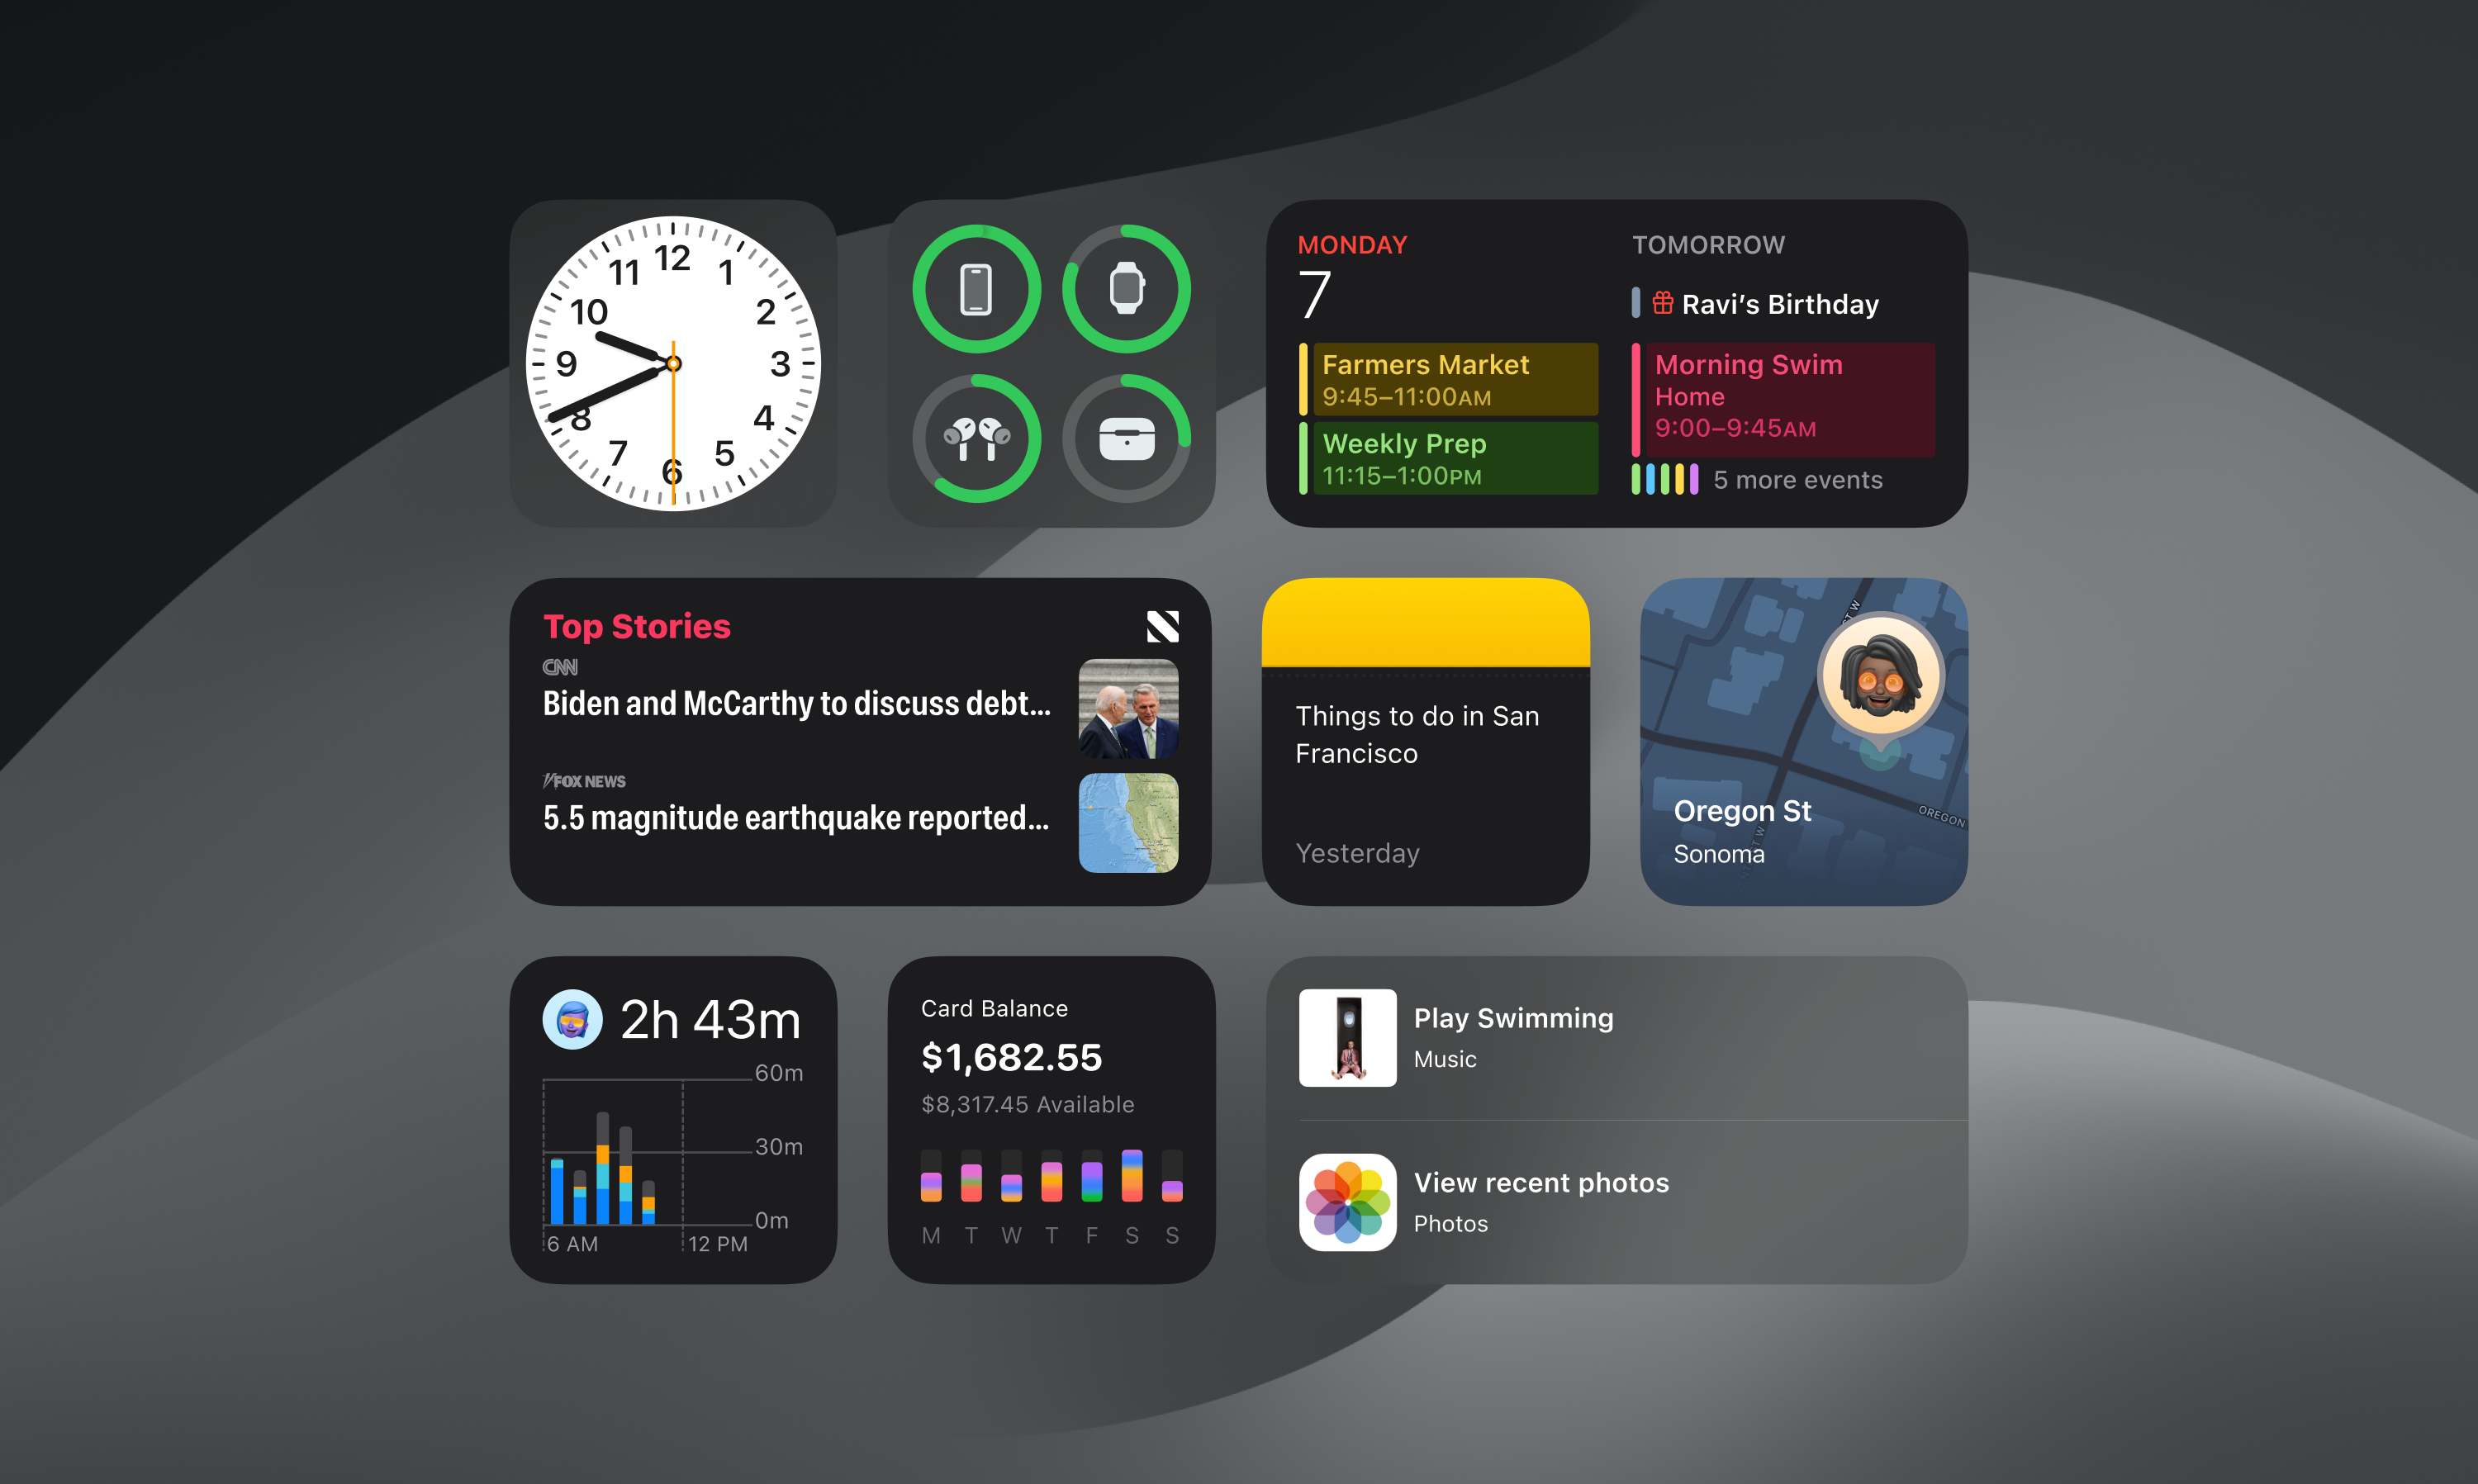 12
11
1
10
2
9
3
8
4
7
5
6
MONDAY
7
Farmers Market
9:45–11:00AM
Weekly Prep
11:15–1:00PM
TOMORROW
Ravi’s Birthday
Morning Swim
Home
9:00–9:45AM
5 more events
Top Stories
CNN
Biden and McCarthy to discuss debt...
FOX NEWS
5.5 magnitude earthquake reported...
Things to do in San
Francisco
Yesterday
ST W
OREGON
Oregon St
Sonoma
2h 43m
60m
30m
0m
6 AM
12 PM
Card Balance
$1,682.55
$8,317.45 Available
M T W T F S S
Play Swimming
Music
View recent photos
Photos